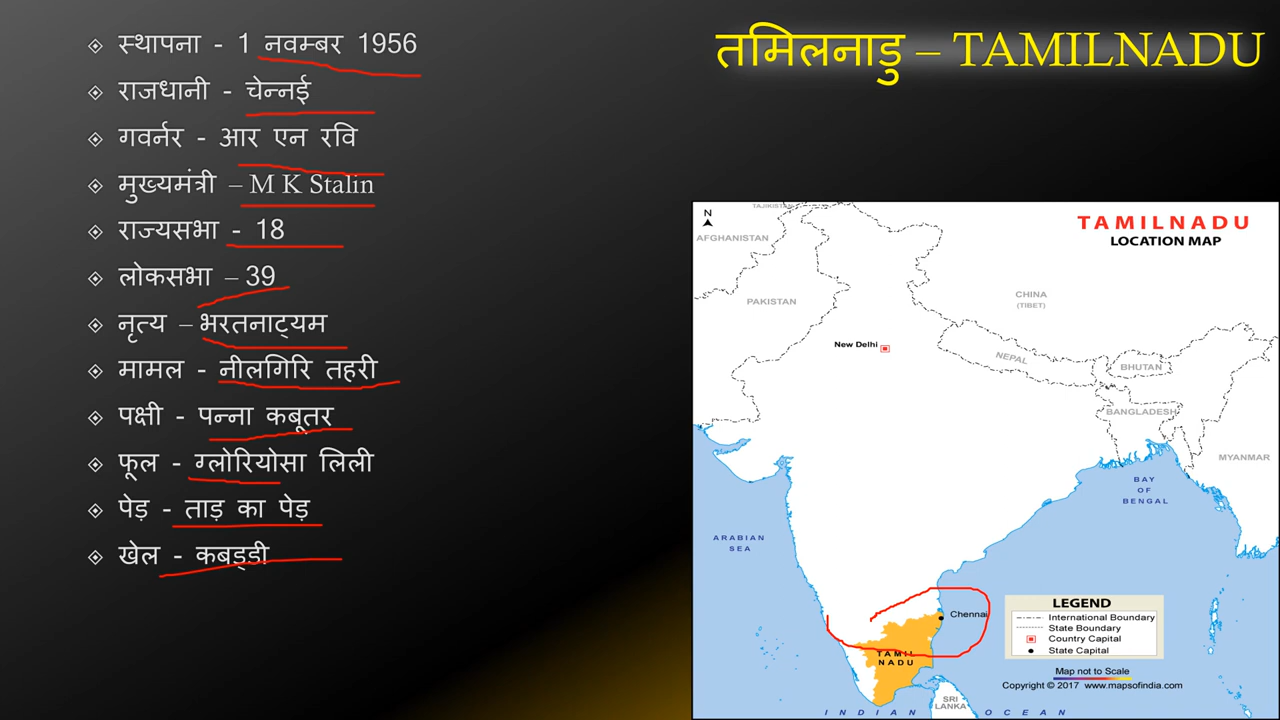 तमिलनाडु – TAMILNADU
स्थापना - 1 नवम्बर 1956
राजधानी - चेन्नई
गवर्नर - आर एन रवि
मुख्यमंत्री – M K Stalin
राज्यसभा - 18
लोकसभा – 39
नृत्य – भरतनाट्यम
मामल - नीलगिरि तहरी
पक्षी - पन्ना कबूतर
फूल - ग्लोरियोसा लिली
पेड़ - ताड़ का पेड़
खेल - कबड्डी
N
TAJIKISTAN
TAMILNADU
LOCATION MAP
AFGHANISTAN
PAKISTAN
CHINA
(TIBET)
New Delhi
NEPAL
BHUTAN
BANGLADESH
MYANMAR
BAY
OF
BENGAL
ARABIAN
SEA
Chennai
TAMIL
NADU
LEGEND
International Boundary
State Boundary
Country Capital
State Capital
Map not to Scale
Copyright © 2017 www.mapsofindia.com
SRI
LANKA
INDIAN OCEAN